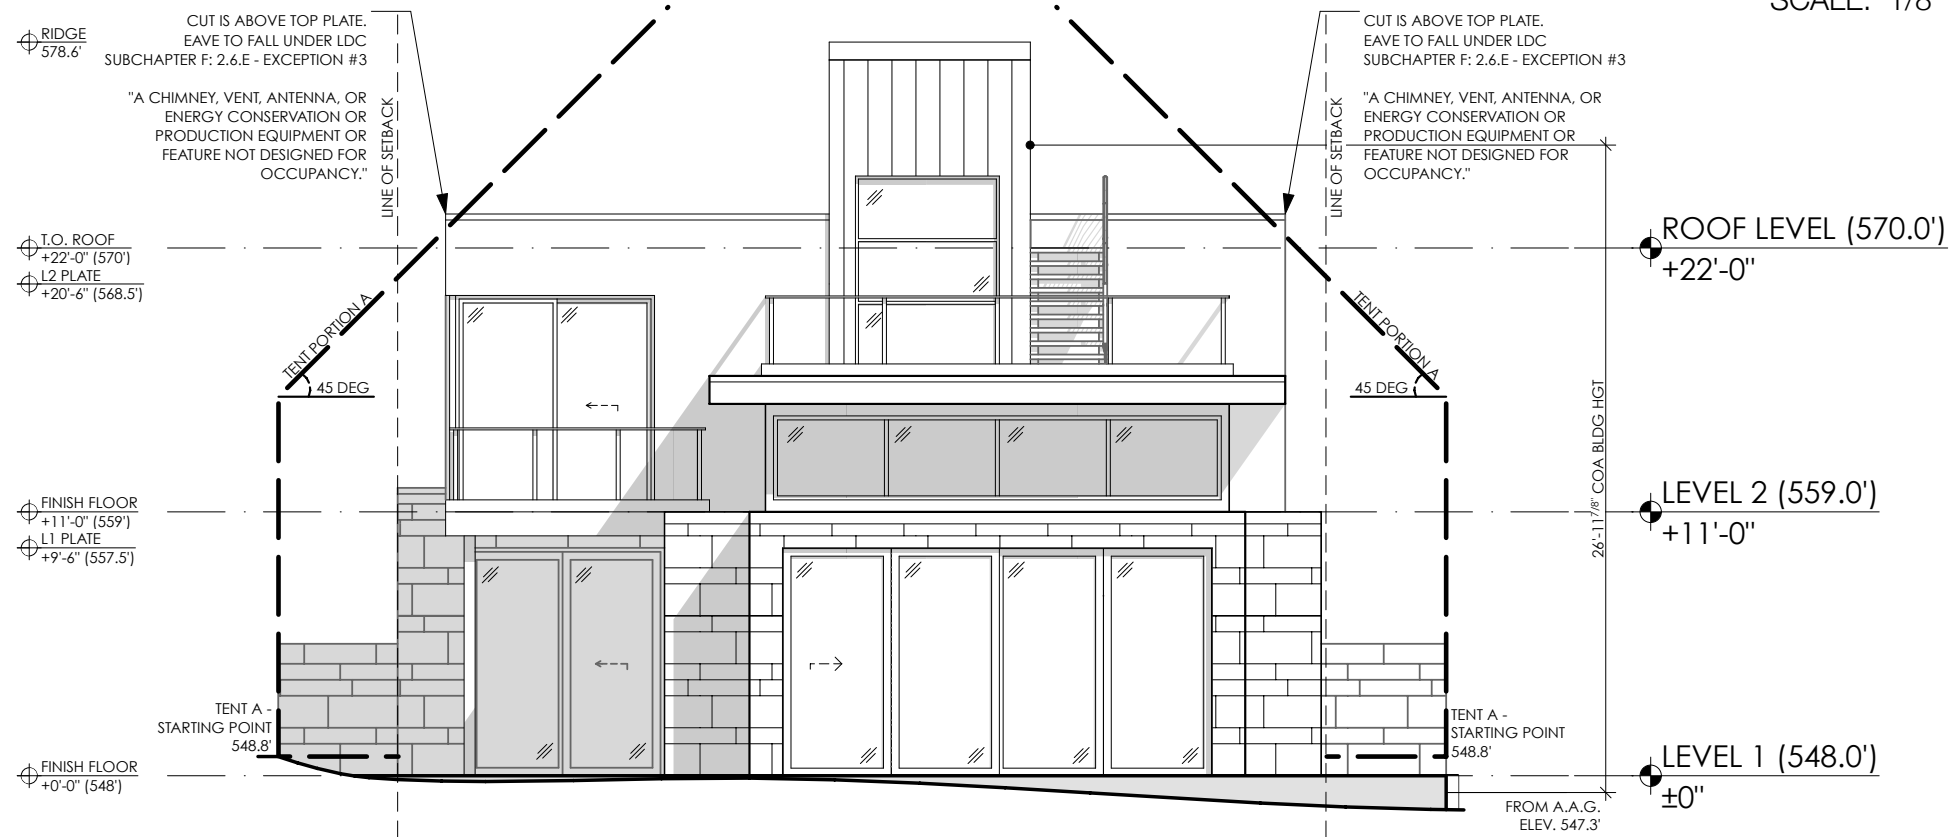 SCALE: 1/8"
RIDGE
578.6'
CUT IS ABOVE TOP PLATE.
EAVE TO FALL UNDER LDC
SUBCHAPTER F: 2.6.E - EXCEPTION #3
"A CHIMNEY, VENT, ANTENNA, OR
ENERGY CONSERVATION OR
PRODUCTION EQUIPMENT OR
FEATURE NOT DESIGNED FOR
OCCUPANCY."
LINE OF SETBACK
CUT IS ABOVE TOP PLATE.
EAVE TO FALL UNDER LDC
SUBCHAPTER F: 2.6.E - EXCEPTION #3
"A CHIMNEY, VENT, ANTENNA, OR
ENERGY CONSERVATION OR
PRODUCTION EQUIPMENT OR
FEATURE NOT DESIGNED FOR
OCCUPANCY."
LINE OF SETBACK
T.O. ROOF
+22'-0" (570')
L2 PLATE
+20'-6" (568.5')
ROOF LEVEL (570.0')
+22'-0"
TENT PORTION A
45 DEG
TENT PORTION A
45 DEG
26'-11 7/8" COA BLDG HGT
FINISH FLOOR
+11'-0" (559')
L1 PLATE
+9'-6" (557.5')
LEVEL 2 (559.0')
+11'-0"
TENT A -
STARTING POINT
548.8'
TENT A -
STARTING POINT
548.8'
FINISH FLOOR
+0'-0" (548')
LEVEL 1 (548.0')
±0"
FROM A.A.G.
ELEV. 547.3'